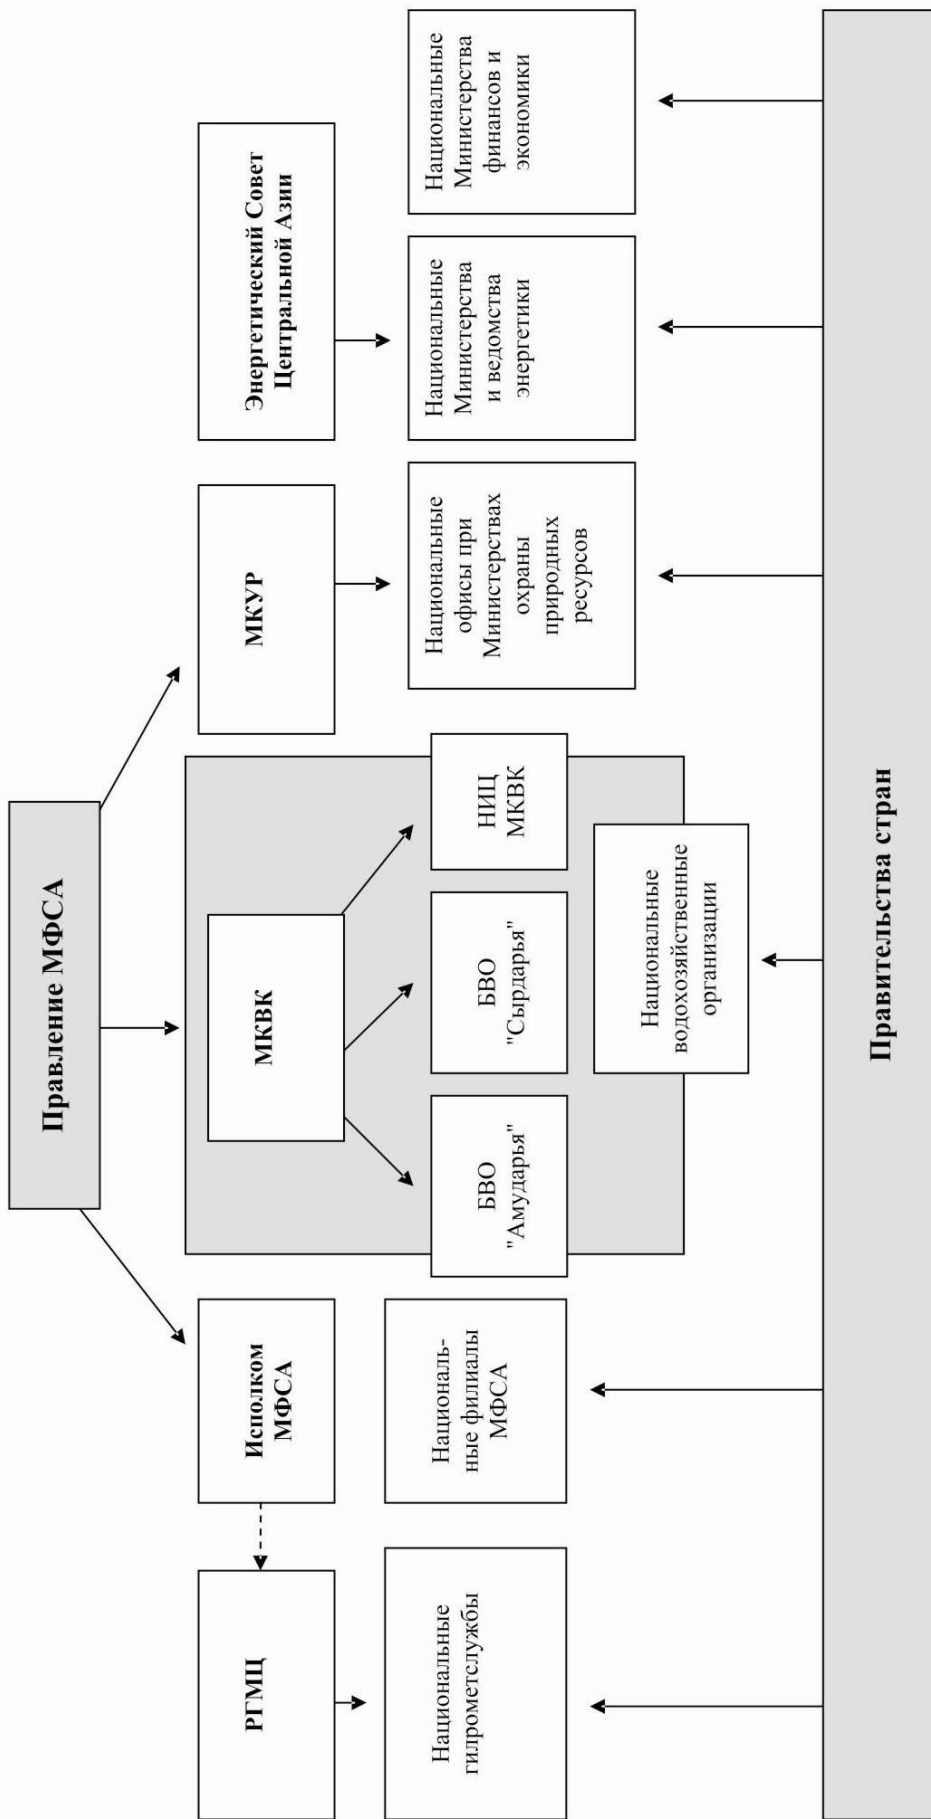 Правление МФСА
РГМЦ
Исполком
МФСА
МКВК
МКУР
Энергетический Совет
Центральной Азии
Национальные
гилрометслужбы
Националь-
ные филиалы
МФСА
БВО
"Амударья"
БВО
"Сырдарья"
НИЦ
МКВК
Национальные
офисы при
Министерствах
охраны
природных
ресурсов
Национальные
Министерства
и ведомства
энергетики
Национальные
Министерства
финансов и
экономики
Национальные
водохозяйственные
организации
Правительства стран